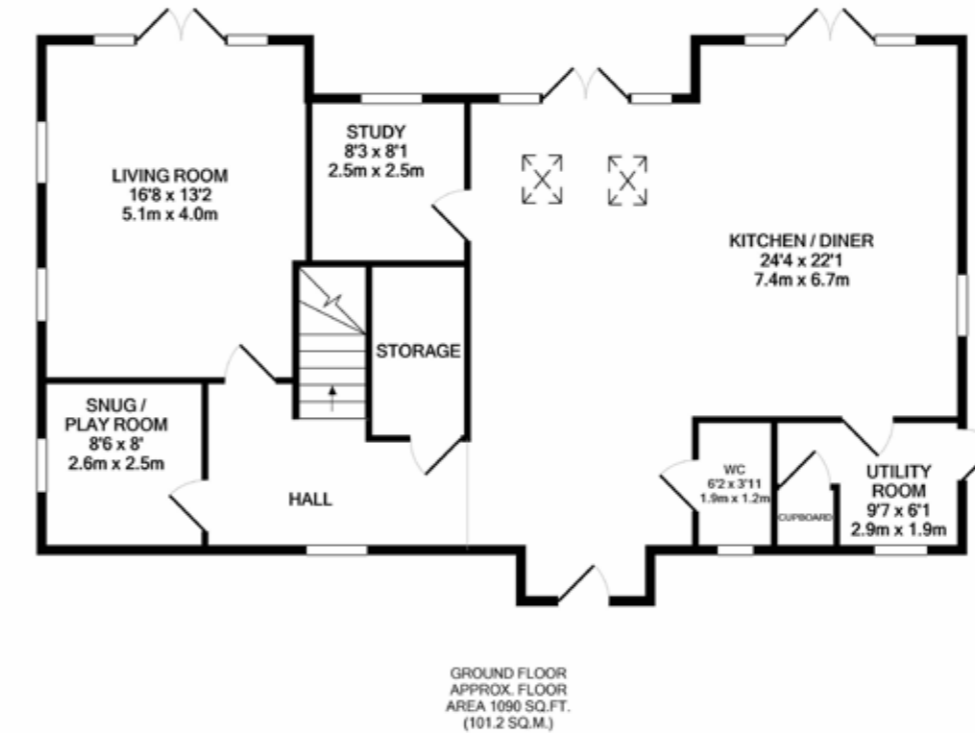 LIVING ROOM
16'8 x 13'2
5.1m x 4.0m
STUDY
8'3 x 8'1
2.5m x 2.5m
KITCHEN / DINER
24'4 x 22'1
7.4m x 6.7m
STORAGE
SNUG /
PLAY ROOM
8'6 x 8'
2.6m x 2.5m
HALL
WC
6'2 x 3'11
1.9m x 1.2m
CUPBOARD
UTILITY
ROOM
9'7 x 6'1
2.9m x 1.9m
GROUND FLOOR
APPROX. FLOOR
AREA 1090 SQ.FT.
(101.2 SQ.M.)